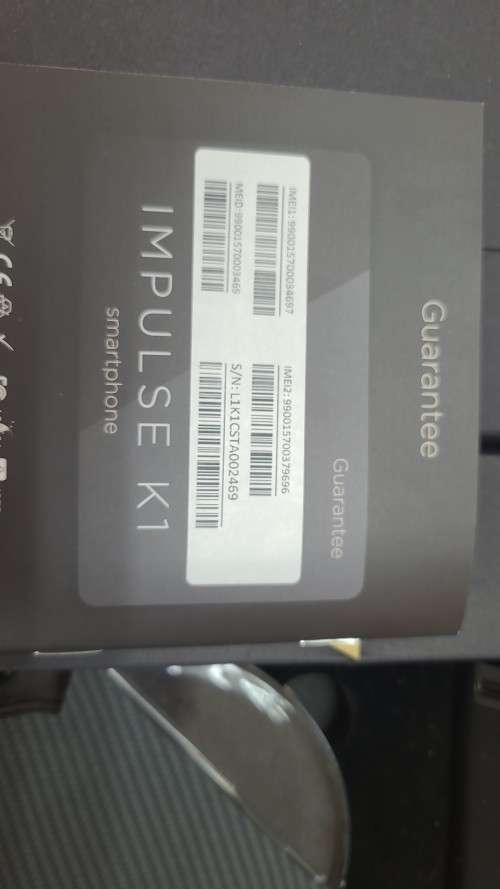 Guarantee
Guarantee
IMEI1: 990015700034697
IMEI2: 990015700379696
MEID:99001570003469
S/N: L1K1CSTA002469
IMPULSE K1
smartphone